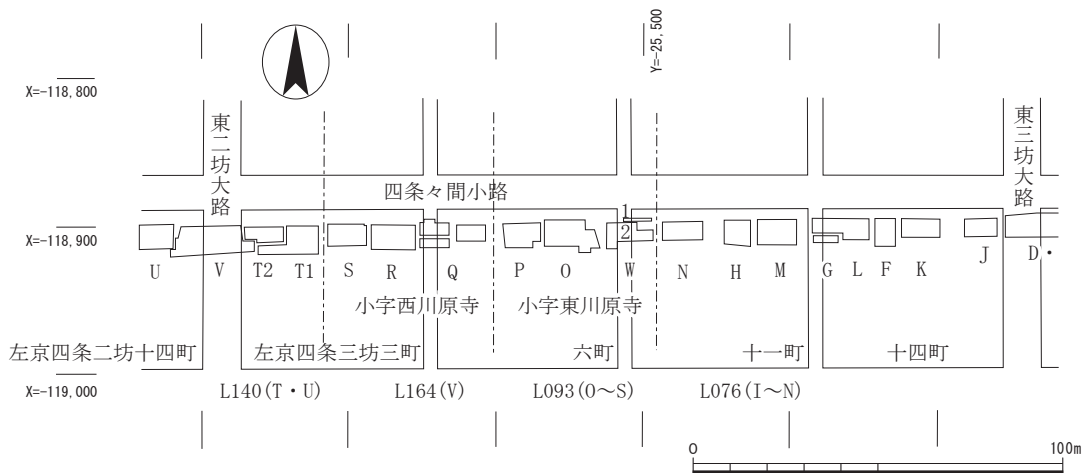 Y=-25,500
X=-118,800
東二坊大路
東三坊大路
四条々間小路
1
2
X=-118,900
U V T2 T1 S R Q P O W N H M G L F K J D・
小字西川原寺 小字東川原寺
左京四条二坊十四町 左京四条三坊三町 六町 十一町 十四町
X=-119,000
L140(T・U) L164(V) L093(O〜S) L076(I〜N)
0 100m